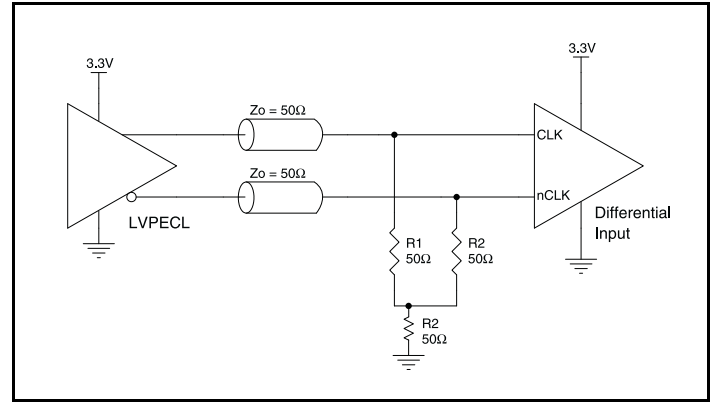 3.3V
3.3V
Zo = 50Ω
CLK
Zo = 50Ω
nCLK
LVPECL
Differential
Input
R1
50Ω
R2
50Ω
R2
50Ω